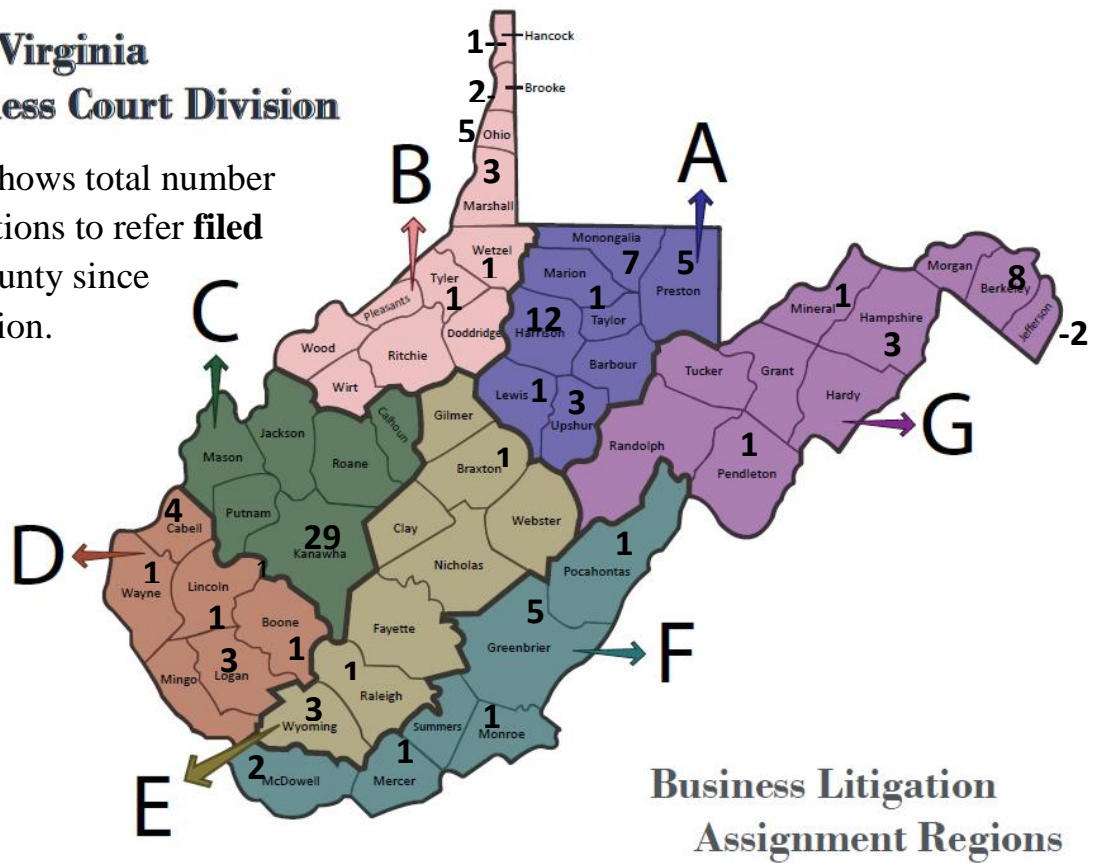 Virginia
ess Court Division
hows total number
tions to refer filed
unty since
ion.
1 Hancock
2- Brooke
5 Ohio
3
Marshall
B
A
Wetzel
1
Tyler
1
Pleasants
Doddridge
Wood
Ritchie
Wirt
Monongalia
7
5
Preston
Marion
1
Taylor
12
Harrison
Barbour
Lewis 1
3
Upshur
Morgan
8
Berkeley
Jefferson
-2
Mineral 1
Hampshire
3
Tucker
Grant
Hardy
G
Randolph
1
Pendleton
C
Mason
Jackson
Calhoun
Roane
Putnam
29
Kanawha
Gilmer
Braxton 1
Clay
Webster
Nicholas
Fayette
1
Raleigh
3
Wyoming
E
D
4
Cabell
1
Wayne
Lincoln
1
1
Boone
1
3
Logan
Mingo
1
Pocahontas
5
Greenbrier
F
Summers
1
Monroe
1
Mercer
2
McDowell
Business Litigation
Assignment Regions